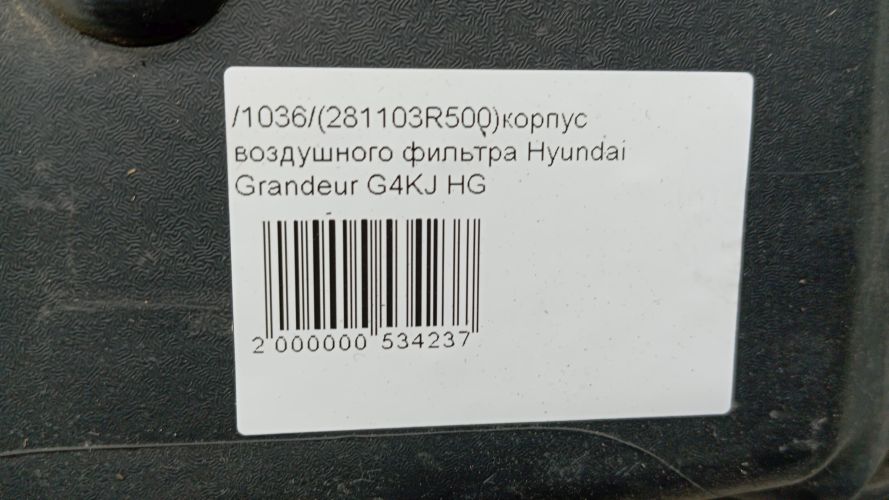 /1036/(281103R500)корпус
воздушного фильтра Hyundai
Grandeur G4KJ HG
2 000000 534237